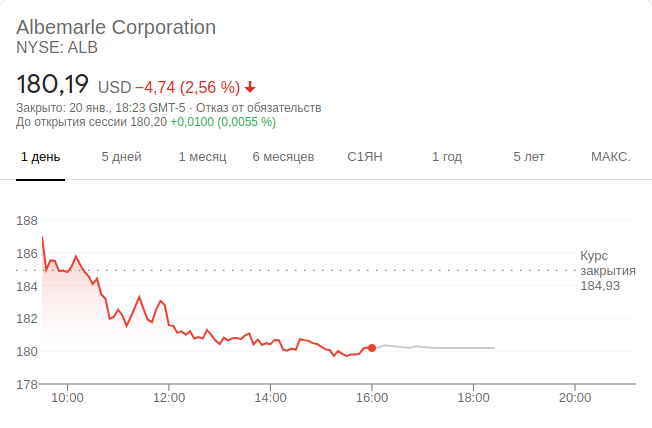 Albemarle Corporation
NYSE: ALB
180,19 USD −4,74 (2,56 %)
Закрыто: 20 янв., 18:23 GMT-5 · Отказ от обязательств
До открытия сессии 180,20 +0,0100 (0,0055 %)
1 день 5 дней 1 месяц 6 месяцев С1ЯН 1 год 5 лет МАКС.
188
186
184
182
180
178
Курс
закрытия
184,93
10:00 12:00 14:00 16:00 18:00 20:00